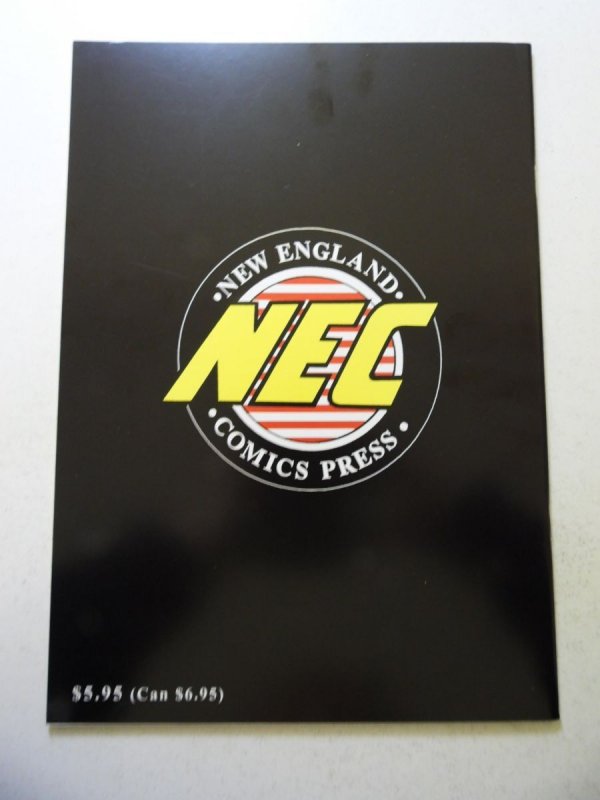 •NEW ENGLAND•
NEC
•COMICS PRESS•
$5.95 (Can $6.95)